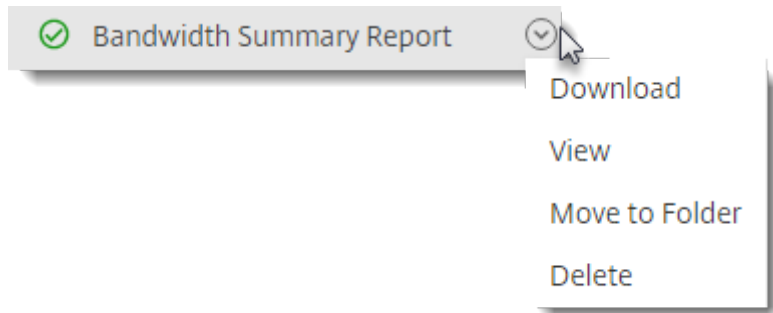 Bandwidth Summary Report
Download
View
Move to Folder
Delete